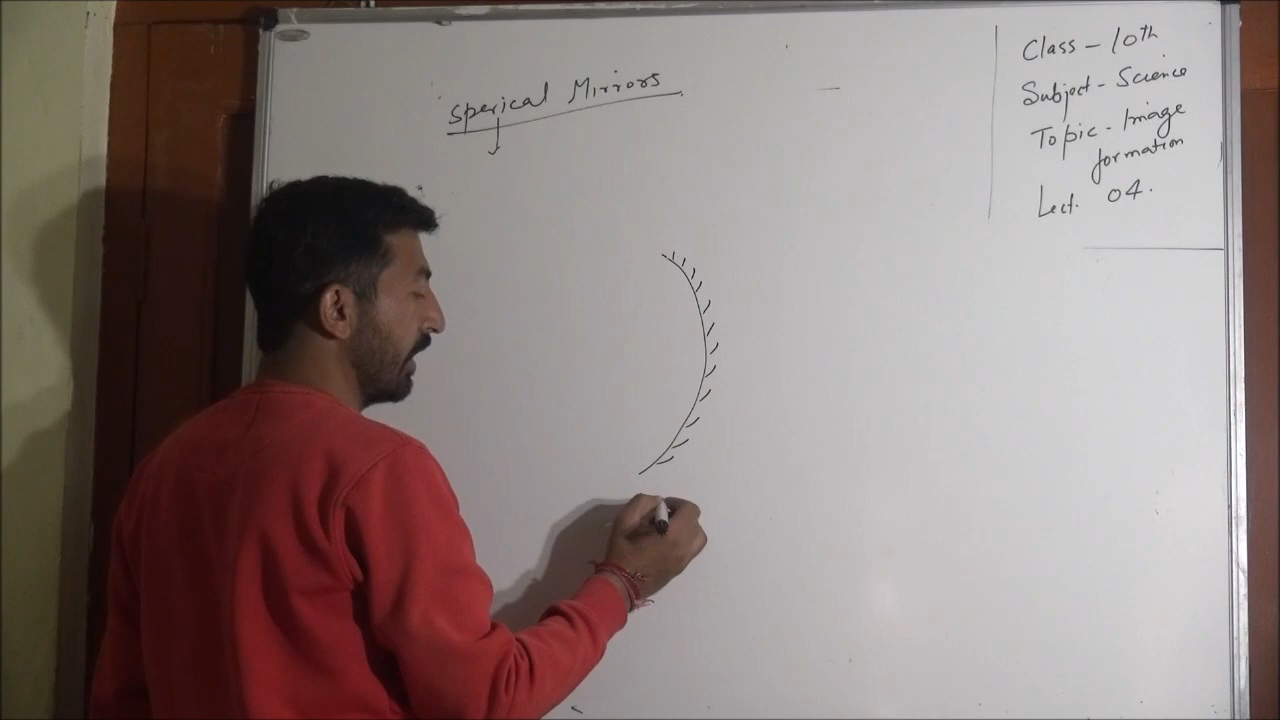 Sperical Mirrors
Class - 10th
Subject - Science
Topic - Image
formation
Lect. 04.